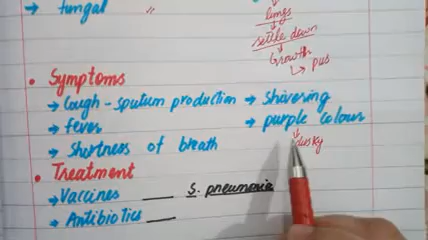 → fungal "
lungs
↓
settle down
↓
Growth
↳ pus
• Symptoms
→ Cough - sputum production → Shivering
→ fever → purple colour
↓
dusky
→ Shortness of breath
• Treatment
→ Vaccines ___ S. pneumonia
→ Antibiotics ___